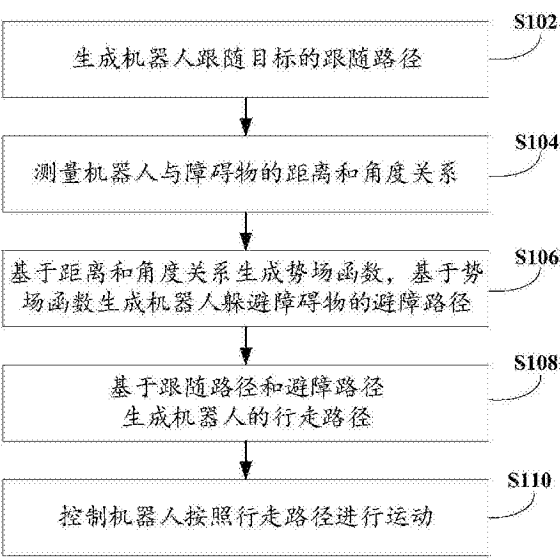 S102
生成机器人跟随目标的跟随路径
S104
测量机器人与障碍物的距离和角度关系
S106
基于距离和角度关系生成势场函数，基于势
场函数生成机器人躲避障碍物的避障路径
S108
基于跟随路径和避障路径
生成机器人的行走路径
S110
控制机器人按照行走路径进行运动